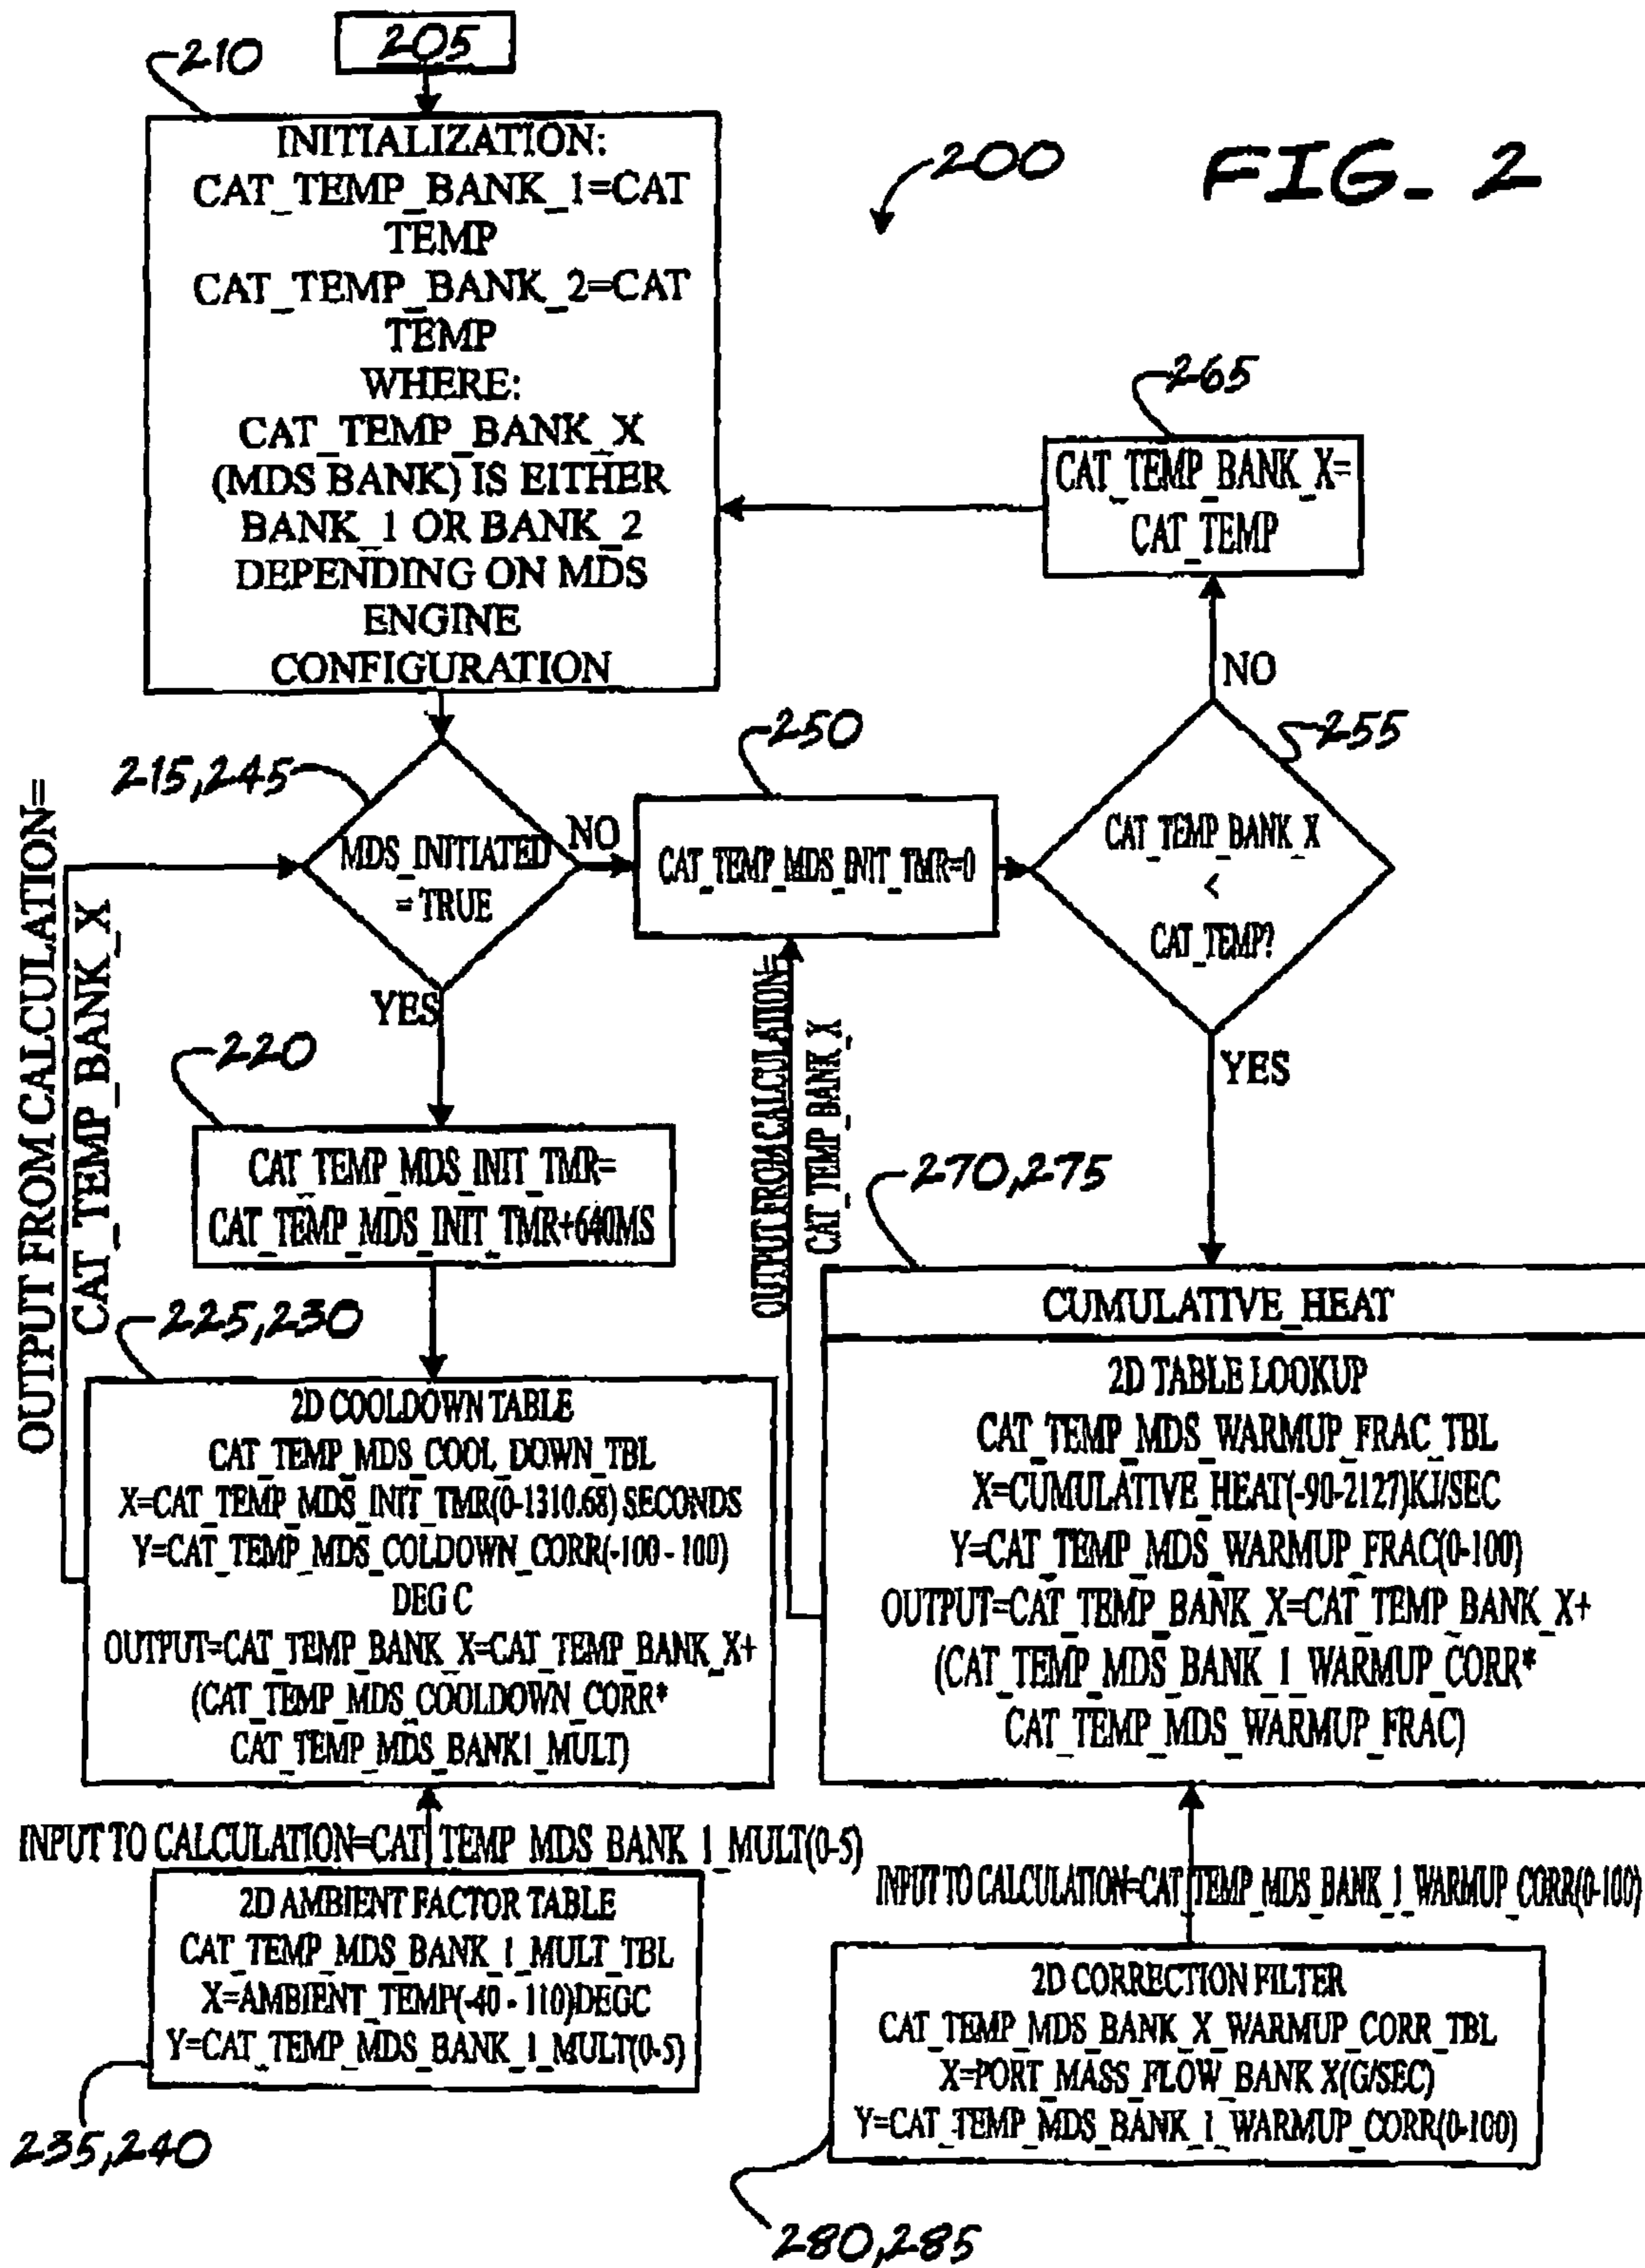 205
210
INITIALIZATION:
CAT_TEMP_BANK_1=CAT
TEMP
CAT_TEMP_BANK_2=CAT
TEMP
WHERE:
CAT_TEMP_BANK_X
(MDS BANK) IS EITHER
BANK_1 OR BANK_2
DEPENDING ON MDS
ENGINE
CONFIGURATION
200
FIG. 2
265
CAT_TEMP_BANK_X=
CAT_TEMP
NO
215,245
MDS_INITIATED
= TRUE
NO
YES
250
CAT_TEMP_MDS_INIT_TMR=0
255
CAT_TEMP_BANK_X
<
CAT_TEMP?
YES
OUTPUT FROM CALCULATION=
CAT_TEMP_BANK_X
220
CAT_TEMP_MDS_INIT_TMR=
CAT_TEMP_MDS_INIT_TMR+640MS
OUTPUT FROM CALCULATION=
CAT_TEMP_BANK_X
225,230
2D COOLDOWN TABLE
CAT_TEMP_MDS_COOL_DOWN_TBL
X=CAT_TEMP_MDS_INIT_TMR(0-1310.68) SECONDS
Y=CAT_TEMP_MDS_COLDOWN_CORR(-100 - 100)
DEG C
OUTPUT=CAT_TEMP_BANK_X=CAT_TEMP_BANK_X+
(CAT_TEMP_MDS_COOLDOWN_CORR*
CAT_TEMP_MDS_BANK1_MULT)
270,275
CUMULATIVE_HEAT
2D TABLE LOOKUP
CAT_TEMP_MDS_WARMUP_FRAC_TBL
X=CUMULATIVE_HEAT(-90-2127)KJ/SEC
Y=CAT_TEMP_MDS_WARMUP_FRAC(0-100)
OUTPUT=CAT_TEMP_BANK_X=CAT_TEMP_BANK_X+
(CAT_TEMP_MDS_BANK_1_WARMUP_CORR*
CAT_TEMP_MDS_WARMUP_FRAC)
INPUT TO CALCULATION=CAT_TEMP_MDS_BANK_1_MULT(0-5)
2D AMBIENT FACTOR TABLE
CAT_TEMP_MDS_BANK_1_MULT_TBL
X=AMBIENT_TEMP(-40 - 110)DEGC
Y=CAT_TEMP_MDS_BANK_1_MULT(0-5)
235,240
INPUT TO CALCULATION=CAT_TEMP_MDS_BANK_1_WARMUP_CORR(0-100)
2D CORRECTION FILTER
CAT_TEMP_MDS_BANK_X_WARMUP_CORR_TBL
X=PORT_MASS_FLOW_BANK X(G/SEC)
Y=CAT_TEMP_MDS_BANK_1_WARMUP_CORR(0-100)
280,285